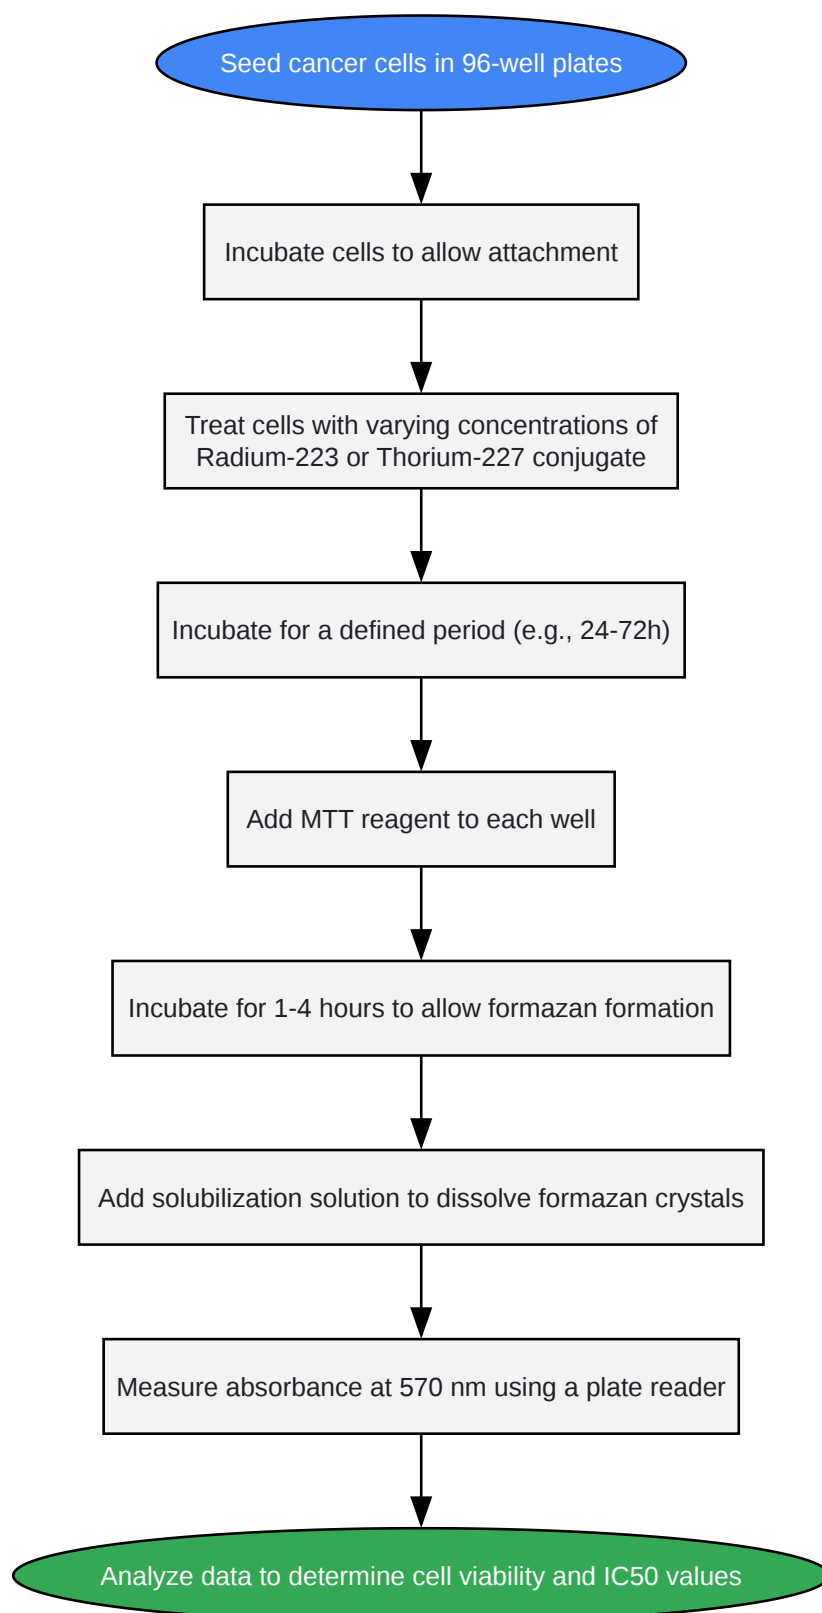 Seed cancer cells in 96-well plates
Incubate cells to allow attachment
Treat cells with varying concentrations of
Radium-223 or Thorium-227 conjugate
Incubate for a defined period (e.g., 24-72h)
Add MTT reagent to each well
Incubate for 1-4 hours to allow formazan formation
Add solubilization solution to dissolve formazan crystals
Measure absorbance at 570 nm using a plate reader
Analyze data to determine cell viability and IC50 values